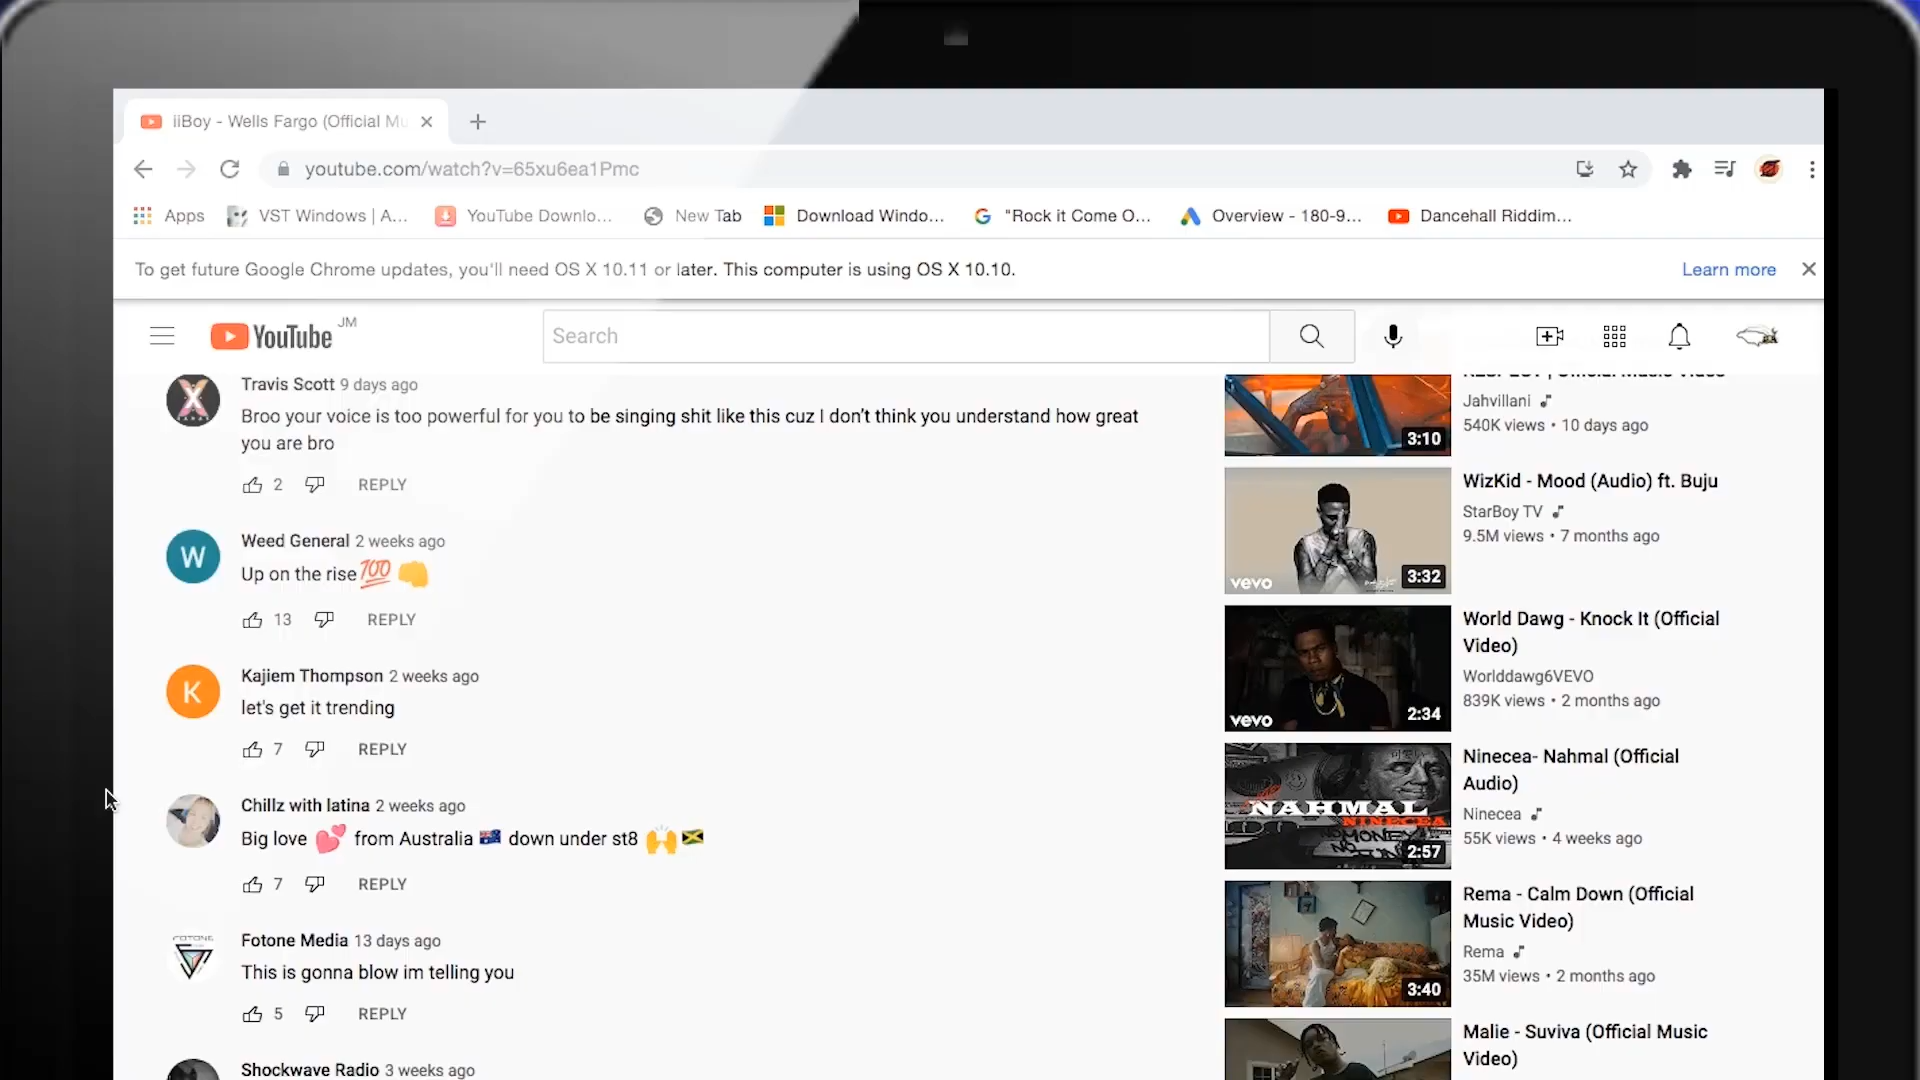 iiBoy - Wells Fargo (Official Mu
youtube.com/watch?v=65xu6ea1Pmc
Apps VST Windows | A... YouTube Downlo... New Tab Download Windo... "Rock it Come O... Overview - 180-9... Dancehall Riddim...
To get future Google Chrome updates, you'll need OS X 10.11 or later. This computer is using OS X 10.10. Learn more
YouTube JM
Search
Travis Scott 9 days ago
Broo your voice is too powerful for you to be singing shit like this cuz I don't think you understand how great
you are bro
2 REPLY
Weed General 2 weeks ago
Up on the rise 💯 👊
13 REPLY
Kajiem Thompson 2 weeks ago
let's get it trending
7 REPLY
Chillz with latina 2 weeks ago
Big love 💕 from Australia 🇦🇺 down under st8 🙌 🇯🇲
7 REPLY
Fotone Media 13 days ago
This is gonna blow im telling you
5 REPLY
Shockwave Radio 3 weeks ago
Official Music Video
Jahvillani
540K views • 10 days ago
3:10
WizKid - Mood (Audio) ft. Buju
StarBoy TV
9.5M views • 7 months ago
vevo 3:32
World Dawg - Knock It (Official
Video)
Worlddawg6VEVO
839K views • 2 months ago
vevo 2:34
Ninecea- Nahmal (Official
Audio)
Ninecea
55K views • 4 weeks ago
NAHMAL
NINECEA
NO MONEY
2:57
Rema - Calm Down (Official
Music Video)
Rema
35M views • 2 months ago
3:40
Malie - Suviva (Official Music
Video)